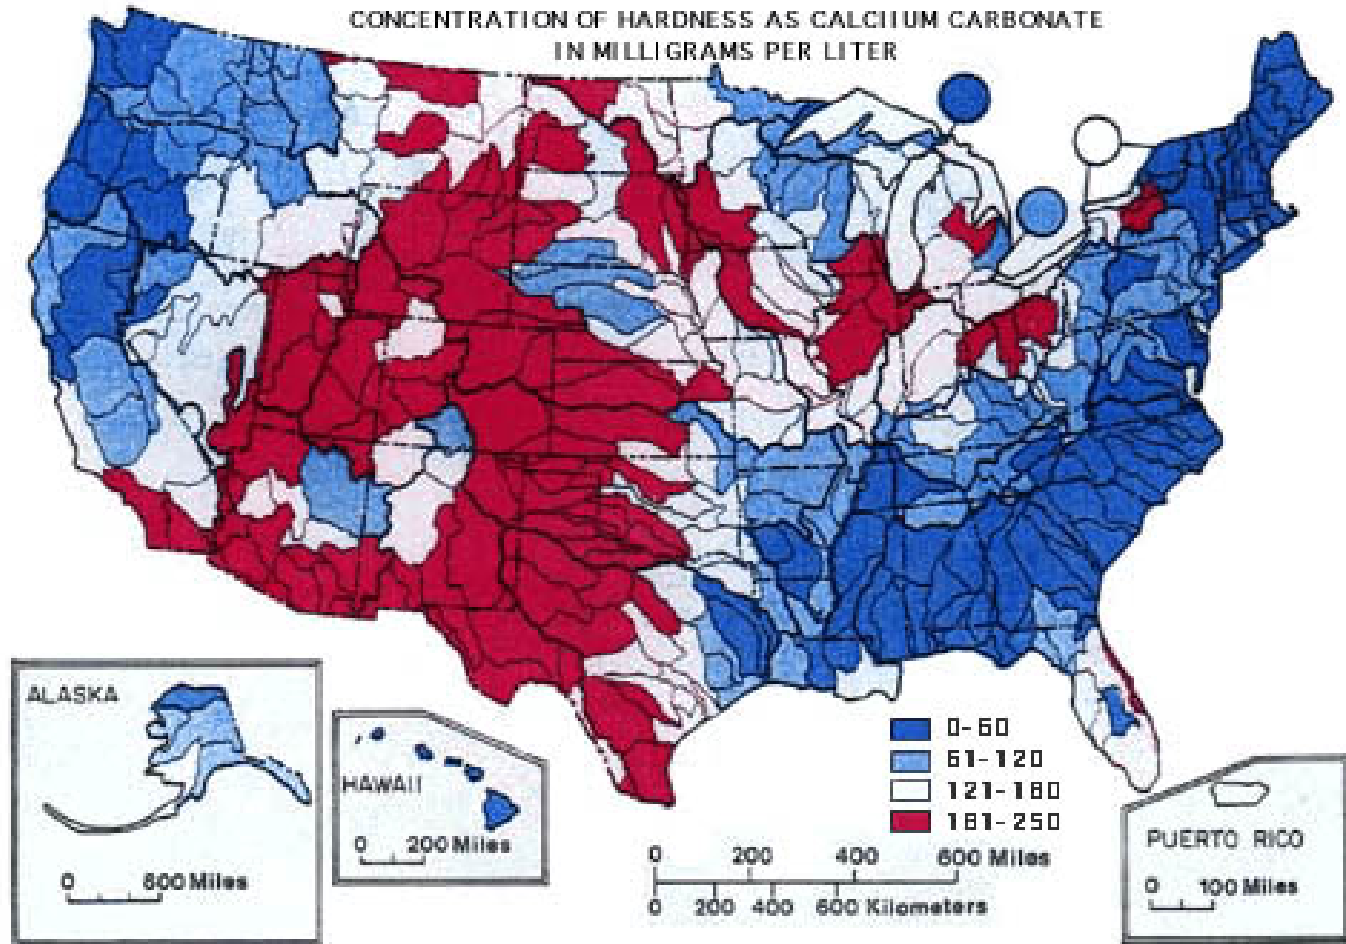 CONCENTRATION OF HARDNESS AS CALCIIUM CARBONATE
IN MILLIGRAMS PER LITER
ALASKA
0 800 Miles
HAWAII
0 200 Miles
0-60
61-120
121-180
181-250
0 200 400 600 Miles
0 200 400 600 Kilometers
PUERTO RICO
0 100 Miles